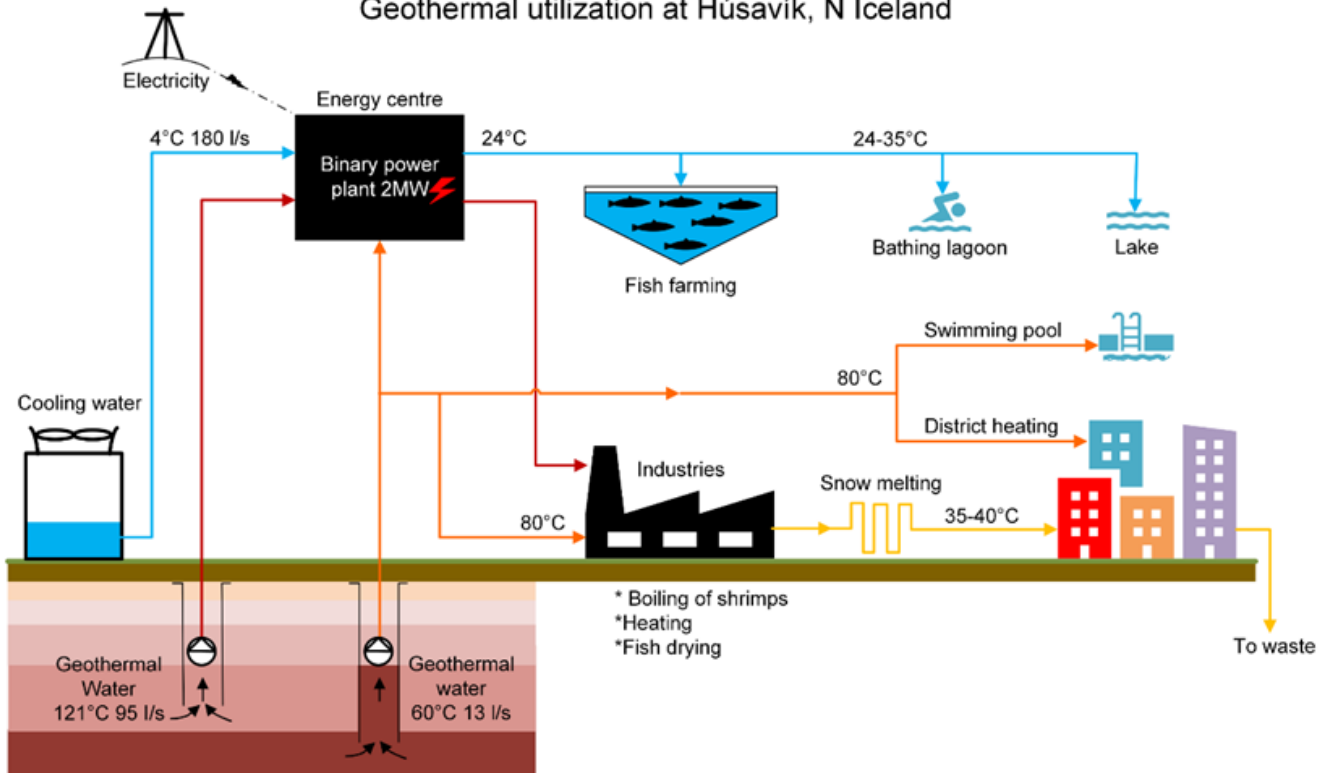 Geothermal utilization at Húsavík, N Iceland
Electricity
Energy centre
4°C 180 l/s
Binary power
plant 2MW
24°C
24-35°C
Fish farming
Bathing lagoon
Lake
Swimming pool
80°C
District heating
Cooling water
Industries
Snow melting
80°C
35-40°C
* Boiling of shrimps
*Heating
*Fish drying
To waste
Geothermal
Water
121°C 95 l/s
Geothermal
water
60°C 13 l/s